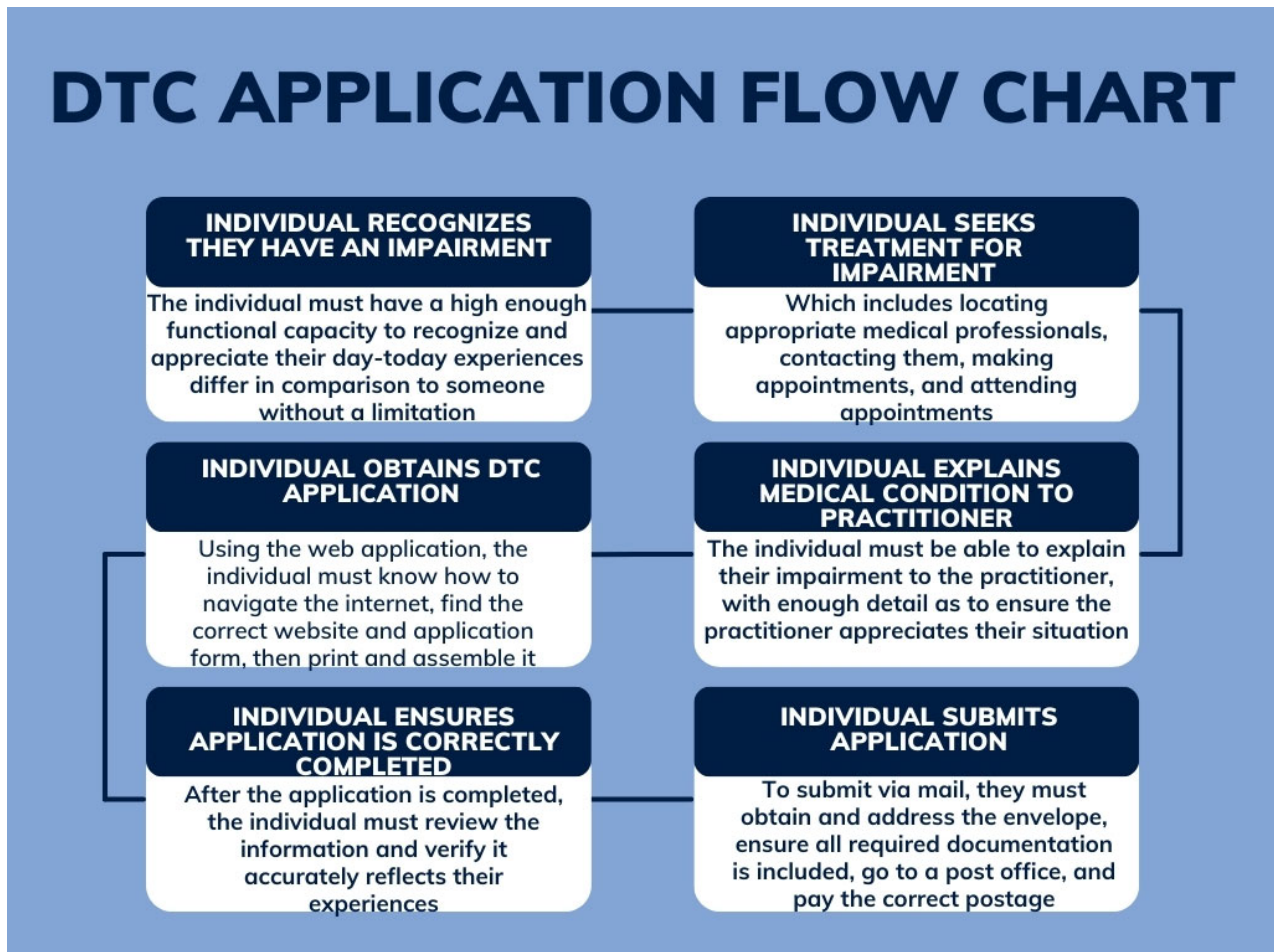 DTC APPLICATION FLOW CHART
INDIVIDUAL RECOGNIZES
THEY HAVE AN IMPAIRMENT
The individual must have a high enough
functional capacity to recognize and
appreciate their day-today experiences
differ in comparison to someone
without a limitation
INDIVIDUAL SEEKS
TREATMENT FOR
IMPAIRMENT
Which includes locating
appropriate medical professionals,
contacting them, making
appointments, and attending
appointments
INDIVIDUAL EXPLAINS
MEDICAL CONDITION TO
PRACTITIONER
The individual must be able to explain
their impairment to the practitioner,
with enough detail as to ensure the
practitioner appreciates their situation
INDIVIDUAL OBTAINS DTC
APPLICATION
Using the web application, the
individual must know how to
navigate the internet, find the
correct website and application
form, then print and assemble it
INDIVIDUAL ENSURES
APPLICATION IS CORRECTLY
COMPLETED
After the application is completed,
the individual must review the
information and verify it
accurately reflects their
experiences
INDIVIDUAL SUBMITS
APPLICATION
To submit via mail, they must
obtain and address the envelope,
ensure all required documentation
is included, go to a post office, and
pay the correct postage